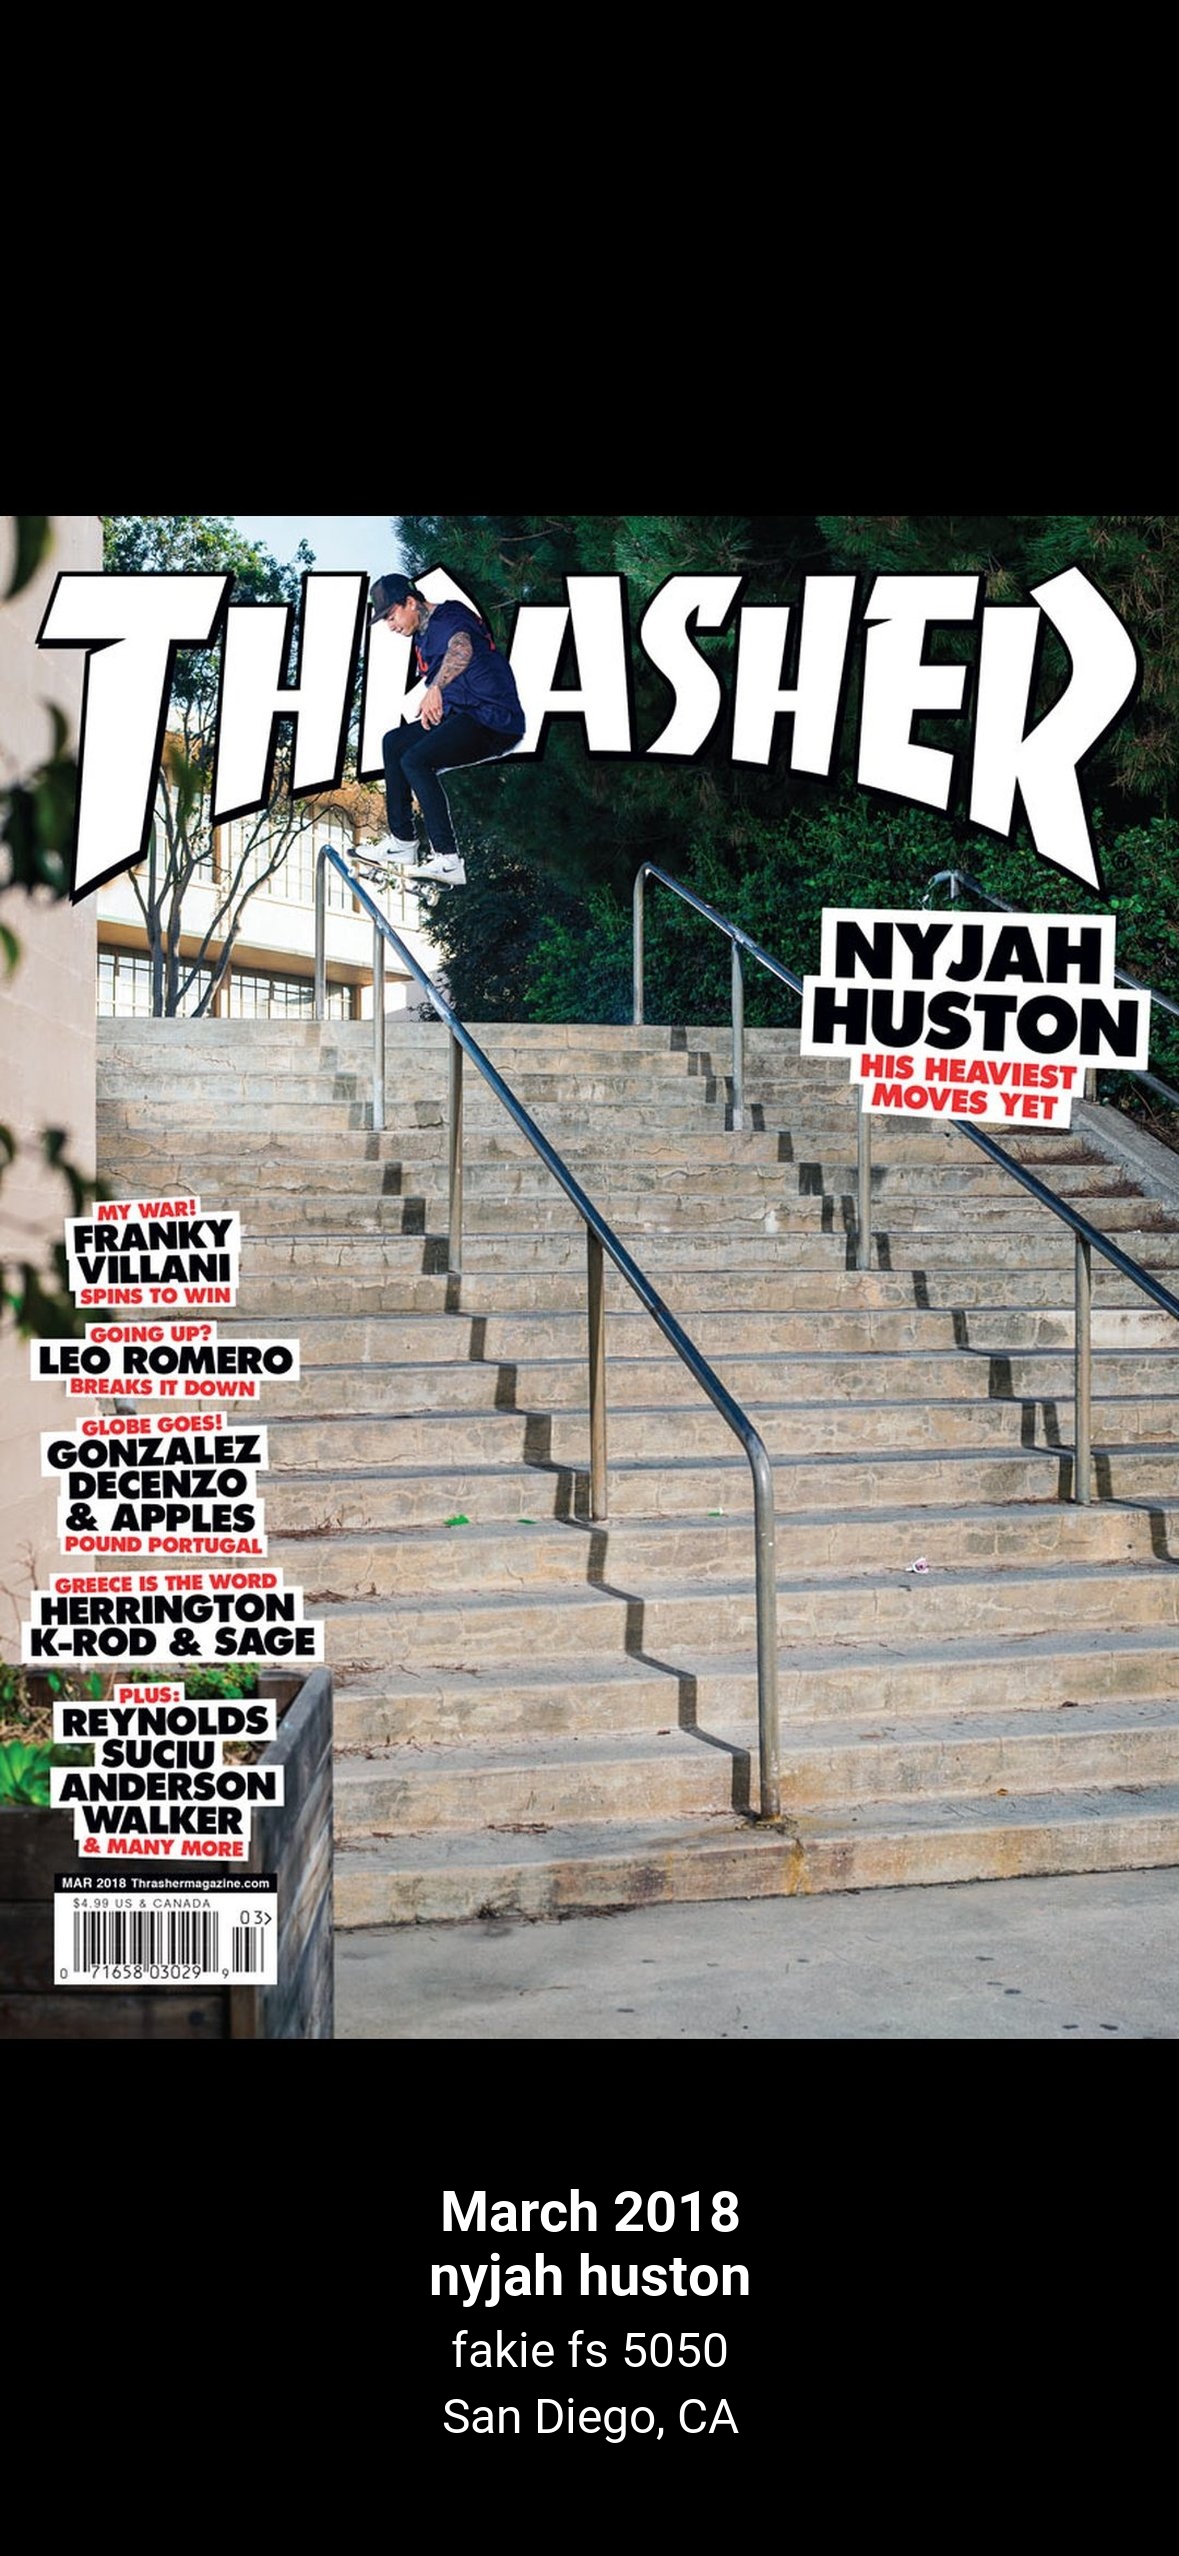 THRASHER
NYJAH
HUSTON
HIS HEAVIEST
MOVES YET
MY WAR!
FRANKY
VILLANI
SPINS TO WIN
GOING UP?
LEO ROMERO
BREAKS IT DOWN
GLOBE GOES!
GONZALEZ
DECENZO
& APPLES
POUND PORTUGAL
GREECE IS THE WORD
HERRINGTON
K-ROD & SAGE
PLUS:
REYNOLDS
SUCIU
ANDERSON
WALKER
& MANY MORE
MAR 2018 Thrashermagazine.com
$4.99 US & CANADA
03>
0 71658 03029 9
March 2018
nyjah huston
fakie fs 5050
San Diego, CA